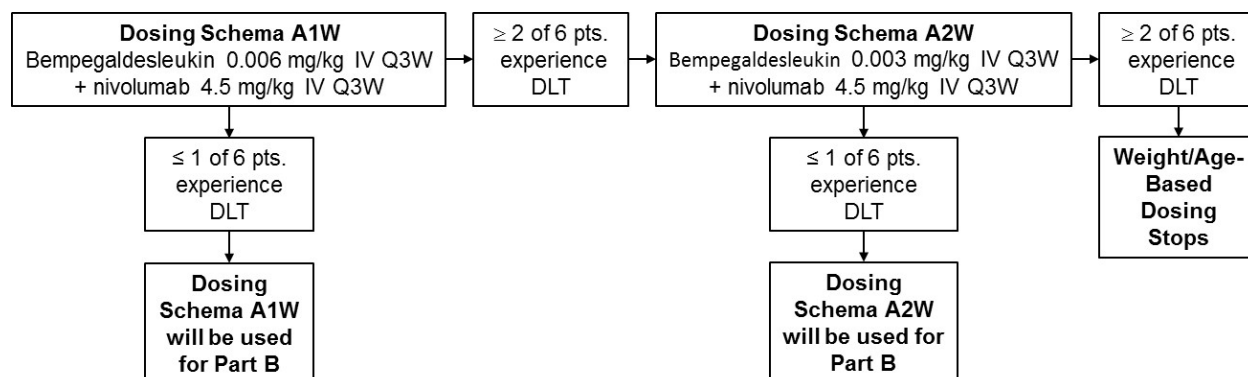 Dosing Schema A1W
Bempegaldesleukin 0.006 mg/kg IV Q3W
+ nivolumab 4.5 mg/kg IV Q3W
≥ 2 of 6 pts.
experience
DLT
Dosing Schema A2W
Bempegaldesleukin 0.003 mg/kg IV Q3W
+ nivolumab 4.5 mg/kg IV Q3W
≥ 2 of 6 pts.
experience
DLT
≤ 1 of 6 pts.
experience
DLT
≤ 1 of 6 pts.
experience
DLT
Weight/Age-
Based
Dosing
Stops
Dosing
Schema A1W
will be used
for Part B
Dosing
Schema A2W
will be used for
Part B